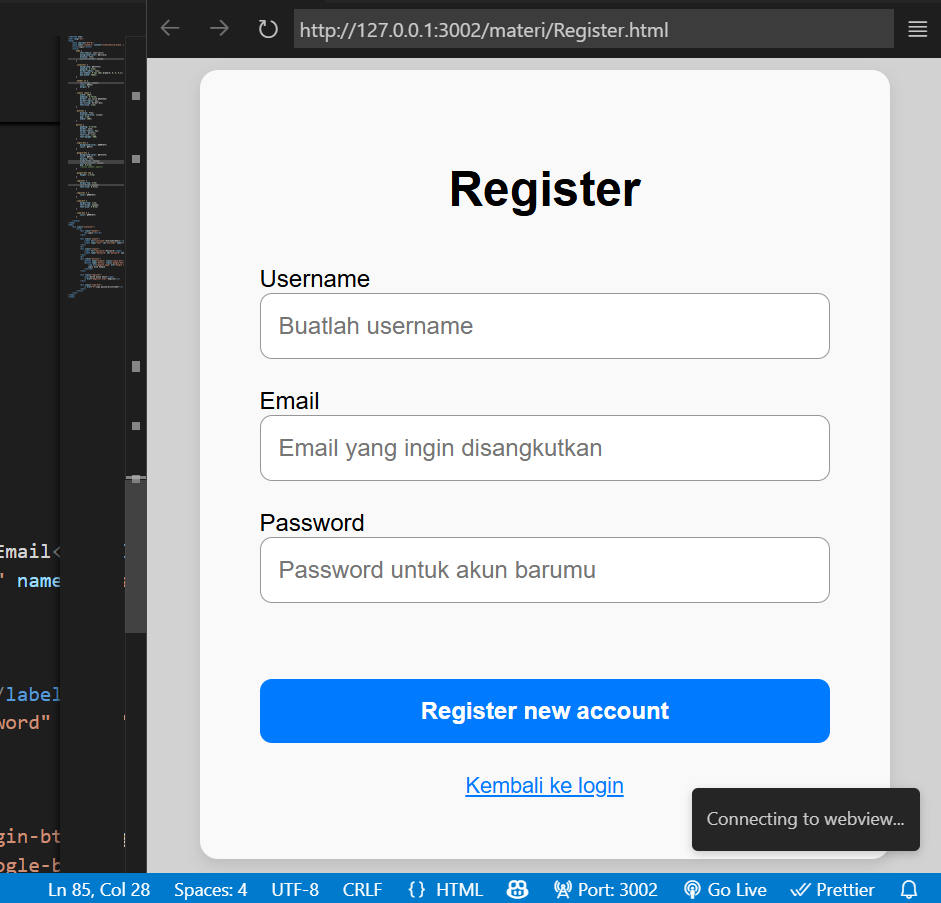 http://127.0.0.1:3002/materi/Register.html
Register
Username
Buatlah username
Email
Email yang ingin disangkutkan
Password
Password untuk akun barumu
Register new account
Kembali ke login
Connecting to webview...
Email<
" name
/label
word"
gin-bt
ogle-b
Ln 85, Col 28 Spaces: 4 UTF-8 CRLF {} HTML Port: 3002 Go Live Prettier